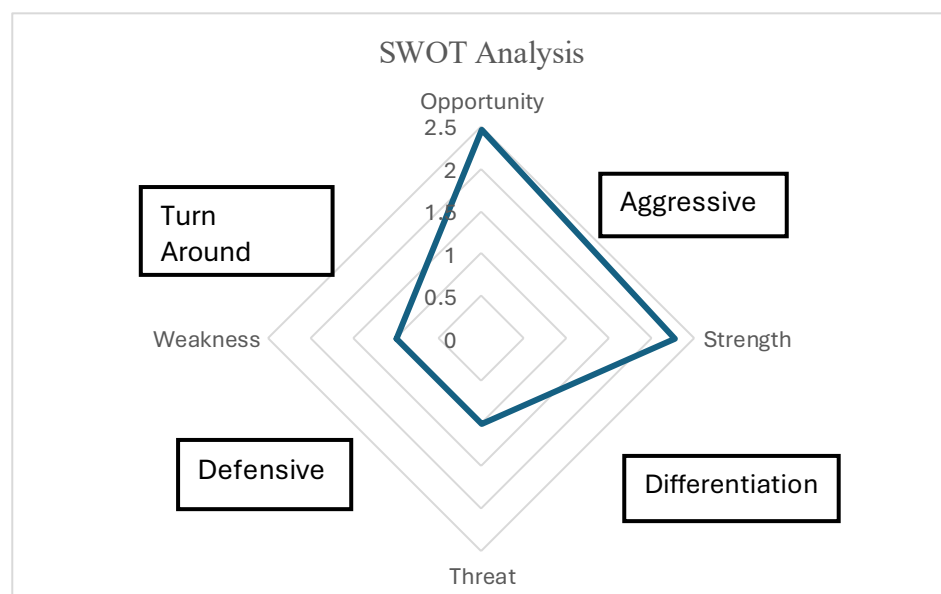 SWOT Analysis
Opportunity
2.5
2
1.5
1
0.5
0
Turn
Around
Aggressive
Weakness
Strength
Defensive
Differentiation
Threat